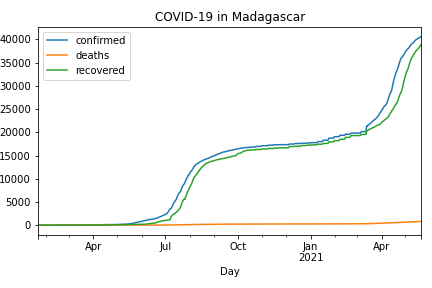 COVID-19 in Madagascar
confirmed
deaths
recovered
40000
35000
30000
25000
20000
15000
10000
5000
0
Apr Jul Oct Jan Apr
2021
Day